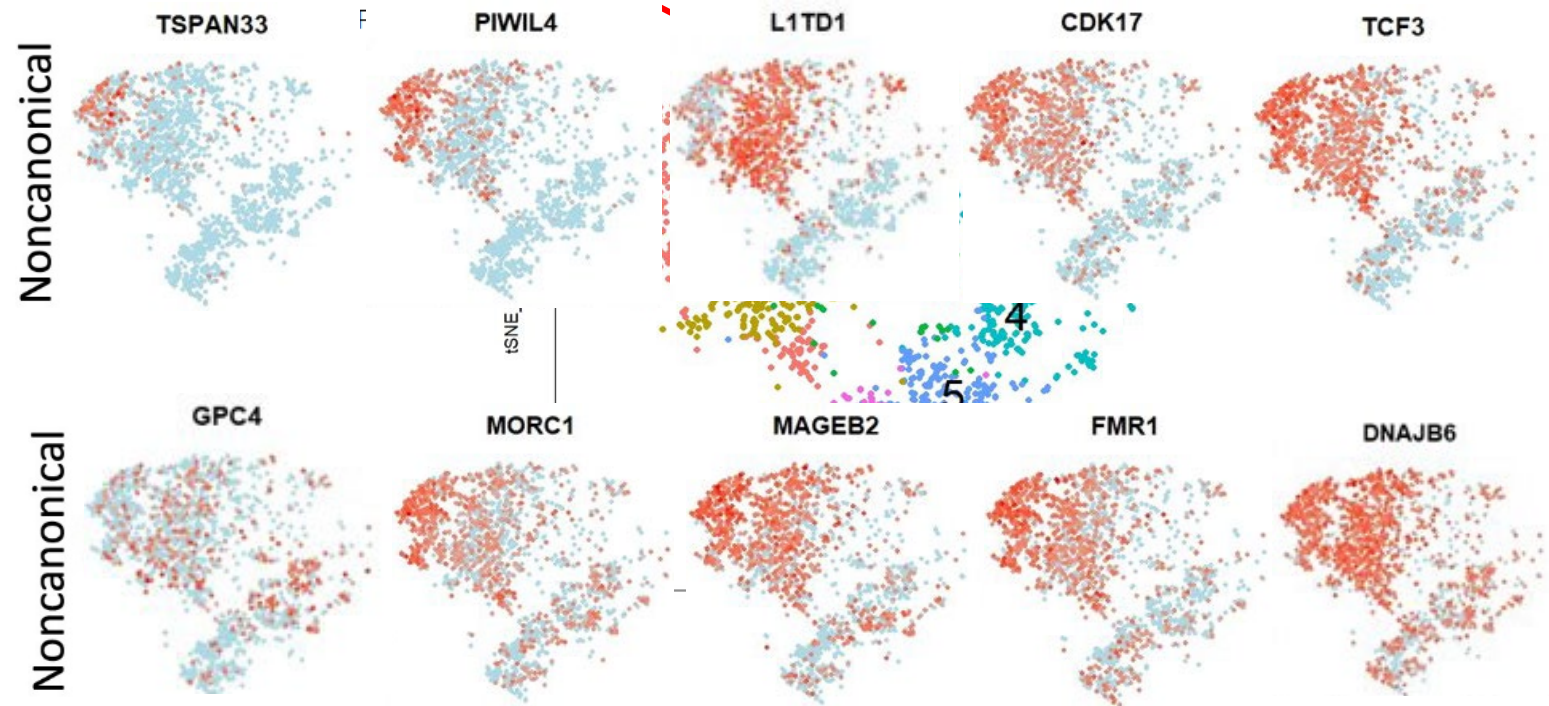 Noncanonical
TSPAN33
PIWIL4
L1TD1
CDK17
TCF3
tSNE_
4
5
Noncanonical
GPC4
MORC1
MAGEB2
FMR1
DNAJB6